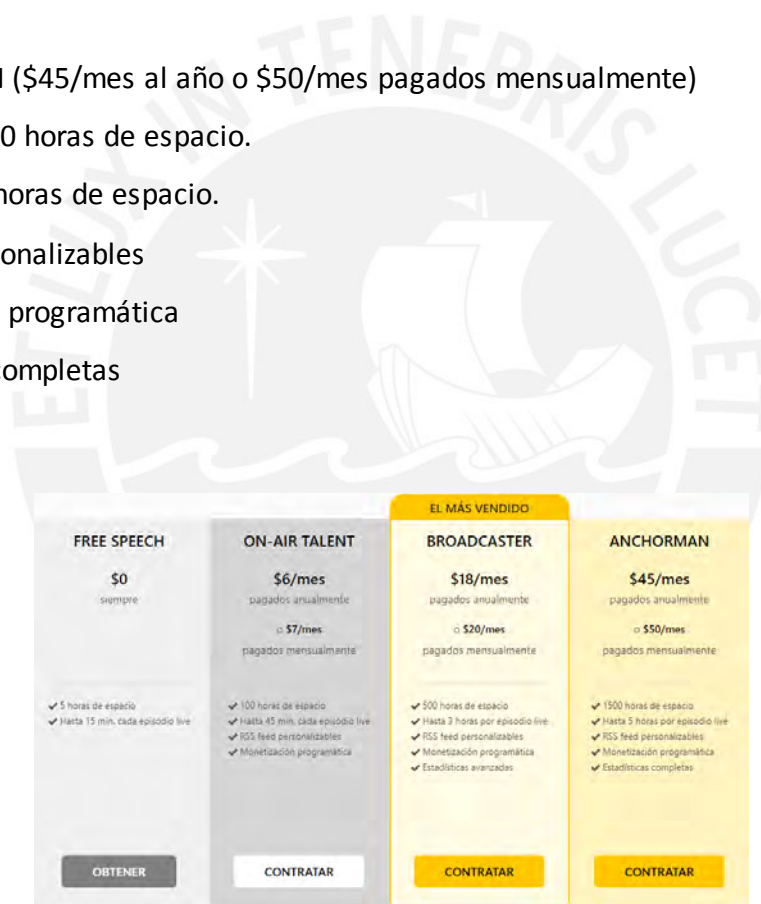 ET LUX IN TENEBRIS LUCET
($45/mes al año o $50/mes pagados mensualmente)
0 horas de espacio.
horas de espacio.
onalizables
programática
completas
EL MÁS VENDIDO
FREE SPEECH
$0
siempre
✔ 5 horas de espacio
✔ Hasta 15 min. cada episodio live
OBTENER
ON-AIR TALENT
$6/mes
pagados anualmente
o $7/mes
pagados mensualmente
✔ 100 horas de espacio
✔ Hasta 45 min. cada episodio live
✔ RSS feed personalizables
✔ Monetización programática
CONTRATAR
BROADCASTER
$18/mes
pagados anualmente
o $20/mes
pagados mensualmente
✔ 500 horas de espacio
✔ Hasta 3 horas por episodio live
✔ RSS feed personalizables
✔ Monetización programática
✔ Estadísticas avanzadas
CONTRATAR
ANCHORMAN
$45/mes
pagados anualmente
o $50/mes
pagados mensualmente
✔ 1500 horas de espacio
✔ Hasta 5 horas por episodio live
✔ RSS feed personalizables
✔ Monetización programática
✔ Estadísticas completas
CONTRATAR